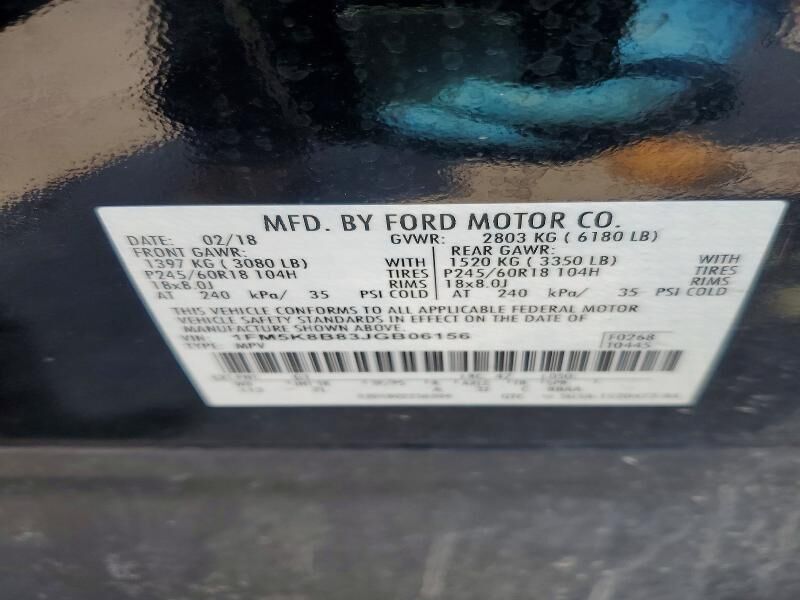 MFD. BY FORD MOTOR CO.
DATE: 02/18 GVWR: 2803 KG ( 6180 LB)
FRONT GAWR: REAR GAWR:
1397 KG ( 3080 LB) WITH 1520 KG ( 3350 LB) WITH
P245/60R18 104H TIRES P245/60R18 104H TIRES
18x8.0J RIMS 18x8.0J RIMS
AT 240 kPa/ 35 PSI COLD AT 240 kPa/ 35 PSI COLD
THIS VEHICLE CONFORMS TO ALL APPLICABLE FEDERAL MOTOR
VEHICLE SAFETY STANDARDS IN EFFECT ON THE DATE OF
MANUFACTURE SHOWN ABOVE.
VIN: 1FM5K8B83JGB06156 F0268
TYPE: MPV T0445